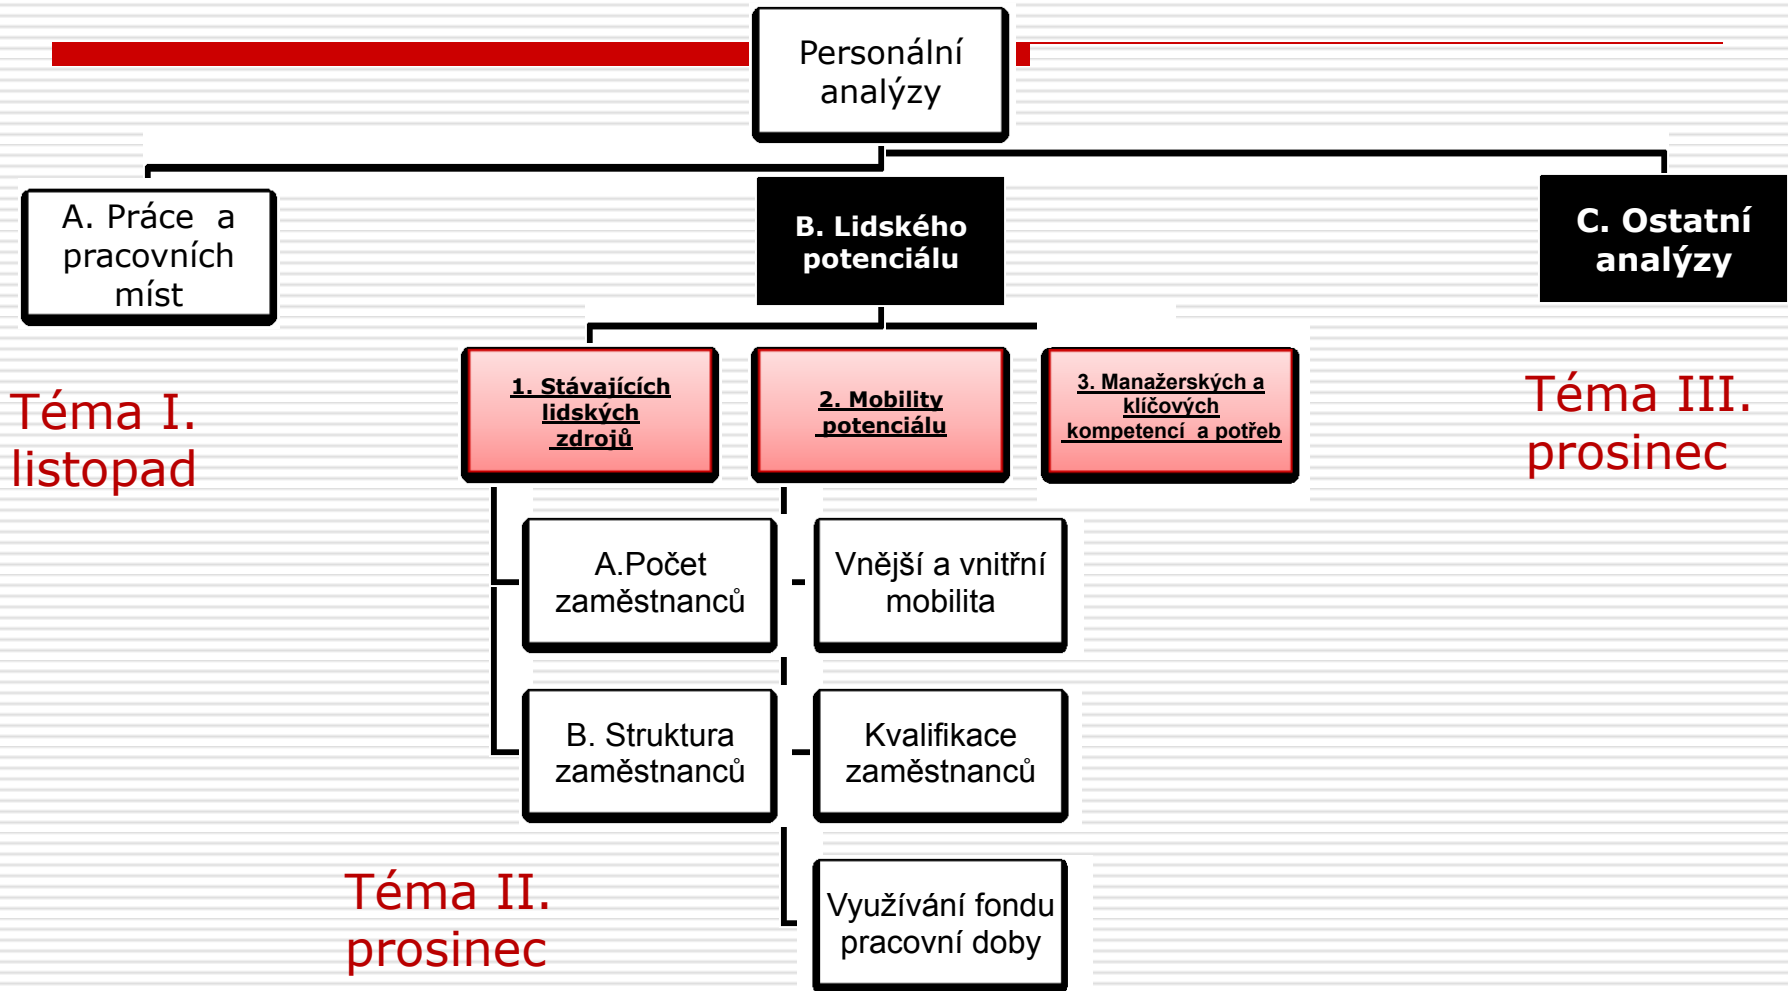 Personální
analýzy
A. Práce a
pracovních
míst
B. Lidského
potenciálu
C. Ostatní
analýzy
Téma I.
listopad
1. Stávajících
lidských
zdrojů
2. Mobility
potenciálu
3. Manažerských a
klíčových
kompetencí a potřeb
Téma III.
prosinec
A.Počet
zaměstnanců
Vnější a vnitřní
mobilita
B. Struktura
zaměstnanců
Kvalifikace
zaměstnanců
Téma II.
prosinec
Využívání fondu
pracovní doby